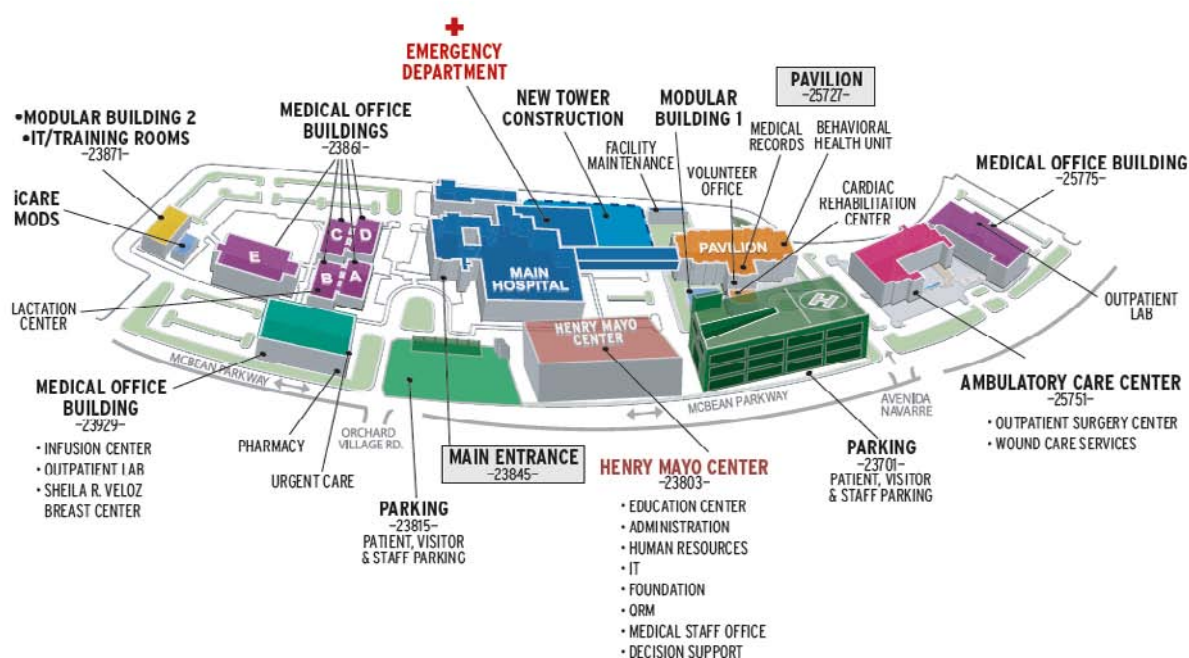 EMERGENCY
DEPARTMENT
PAVILION
-25727-
•MODULAR BUILDING 2
•IT/TRAINING ROOMS
-23871-
MEDICAL OFFICE
BUILDINGS
-23861-
NEW TOWER
CONSTRUCTION
MODULAR
BUILDING 1
MEDICAL
RECORDS
BEHAVIORAL
HEALTH UNIT
FACILITY
MAINTENANCE
VOLUNTEER
OFFICE
CARDIAC
REHABILITATION
CENTER
MEDICAL OFFICE BUILDING
-25775-
iCARE
MODS
C
D
B
A
E
MAIN
HOSPITAL
PAVILION
H
LACTATION
CENTER
OUTPATIENT
LAB
HENRY MAYO
CENTER
MCBEAN PARKWAY
MCBEAN PARKWAY
ORCHARD
VILLAGE RD.
AVENIDA
NAVARRE
MEDICAL OFFICE
BUILDING
-23929-
• INFUSION CENTER
• OUTPATIENT LAB
• SHEILA R. VELOZ
BREAST CENTER
PHARMACY
URGENT CARE
MAIN ENTRANCE
-23845-
PARKING
-23815-
PATIENT, VISITOR
& STAFF PARKING
HENRY MAYO CENTER
-23803-
• EDUCATION CENTER
• ADMINISTRATION
• HUMAN RESOURCES
• IT
• FOUNDATION
• QRM
• MEDICAL STAFF OFFICE
• DECISION SUPPORT
PARKING
-23701-
PATIENT, VISITOR
& STAFF PARKING
AMBULATORY CARE CENTER
-25751-
• OUTPATIENT SURGERY CENTER
• WOUND CARE SERVICES